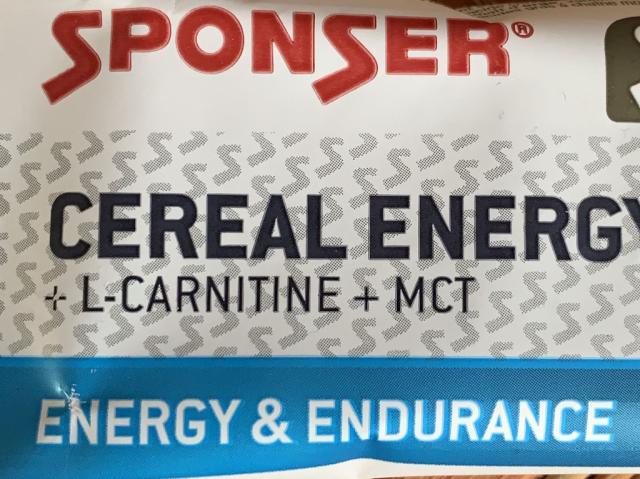 SPONSER®
CEREAL ENERGY
+ L-CARNITINE + MCT
ENERGY & ENDURANCE